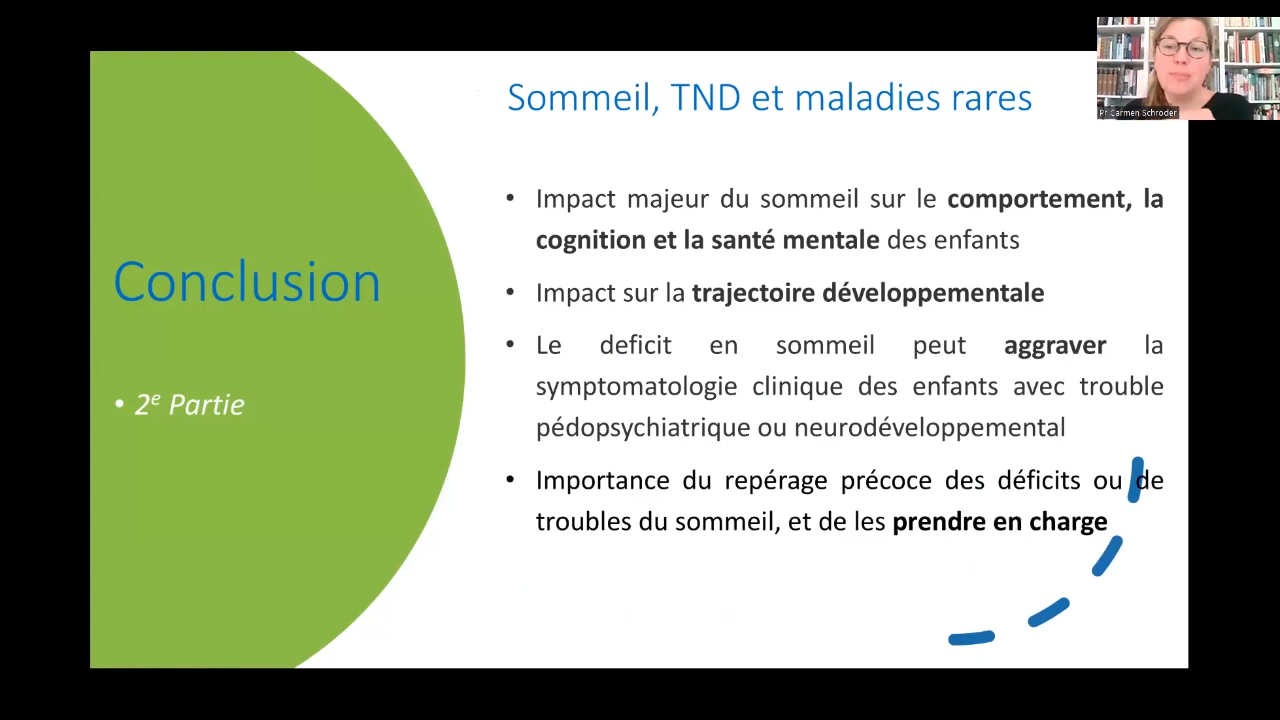 Pr Carmen Schroder
Sommeil, TND et maladies rares
Conclusion
• 2e Partie
• Impact majeur du sommeil sur le comportement, la
cognition et la santé mentale des enfants
• Impact sur la trajectoire développementale
• Le deficit en sommeil peut aggraver la
symptomatologie clinique des enfants avec trouble
pédopsychiatrique ou neurodéveloppemental
• Importance du repérage précoce des déficits ou de
troubles du sommeil, et de les prendre en charge